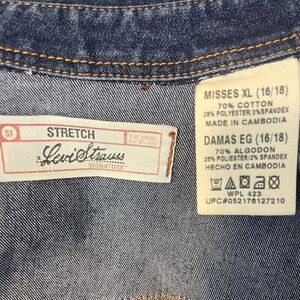 SF
STRETCH
Levi Strauss
SIGNATURE
MISSES XL (16/18)
70% COTTON
28% POLYESTER/2% SPANDEX
MADE IN CAMBODIA
DAMAS EG (16/18)
70% ALGODON
28% POLIESTER/2% SPANDEX
HECHO EN CAMBODIA
WPL 423
UPC#052176127210